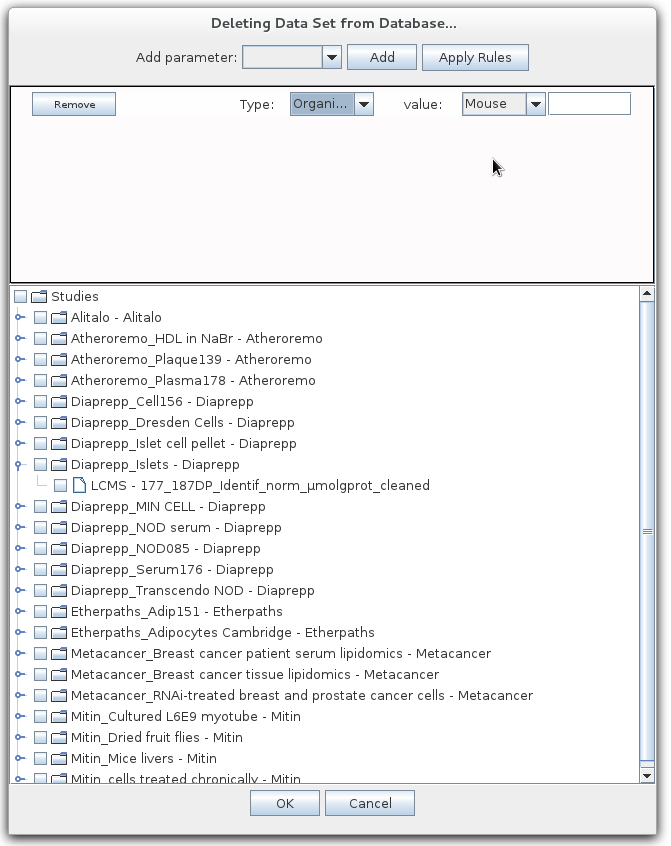 Deleting Data Set from Database...
Add parameter: Add Apply Rules
Remove Type: Organi... value: Mouse
Studies
Alitalo - Alitalo
Atheroremo_HDL in NaBr - Atheroremo
Atheroremo_Plaque139 - Atheroremo
Atheroremo_Plasma178 - Atheroremo
Diaprepp_Cell156 - Diaprepp
Diaprepp_Dresden Cells - Diaprepp
Diaprepp_Islet cell pellet - Diaprepp
Diaprepp_Islets - Diaprepp
LCMS - 177_187DP_Identif_norm_µmolgprot_cleaned
Diaprepp_MIN CELL - Diaprepp
Diaprepp_NOD serum - Diaprepp
Diaprepp_NOD085 - Diaprepp
Diaprepp_Serum176 - Diaprepp
Diaprepp_Transcendo NOD - Diaprepp
Etherpaths_Adip151 - Etherpaths
Etherpaths_Adipocytes Cambridge - Etherpaths
Metacancer_Breast cancer patient serum lipidomics - Metacancer
Metacancer_Breast cancer tissue lipidomics - Metacancer
Metacancer_RNAi-treated breast and prostate cancer cells - Metacancer
Mitin_Cultured L6E9 myotube - Mitin
Mitin_Dried fruit flies - Mitin
Mitin_Mice livers - Mitin
Mitin_cells treated chronically - Mitin
OK Cancel